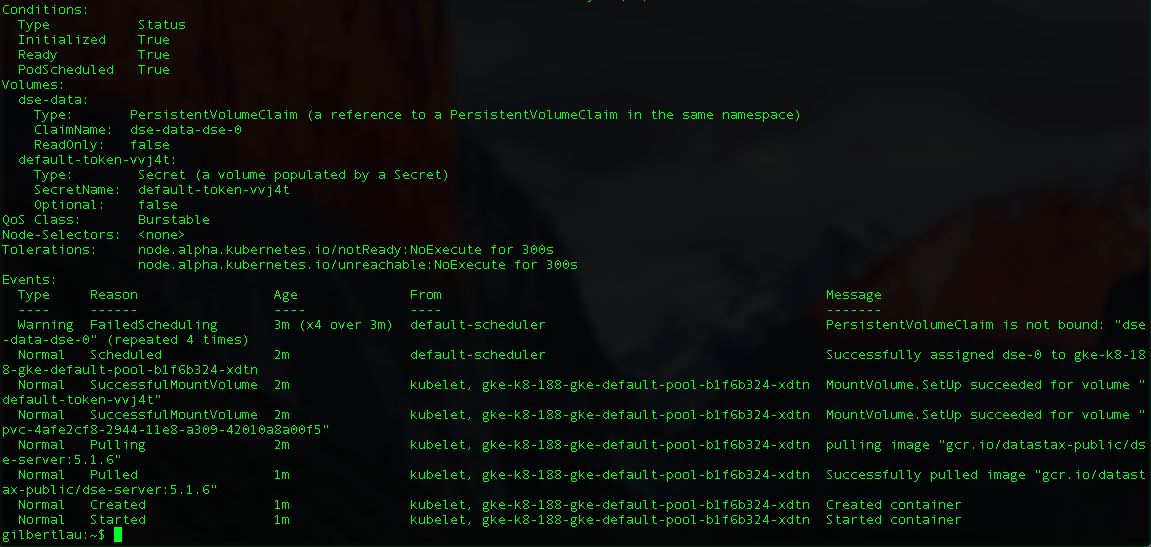 Conditions:
  Type           Status
  Initialized    True
  Ready          True
  PodScheduled   True
Volumes:
  dse-data:
    Type:       PersistentVolumeClaim (a reference to a PersistentVolumeClaim in the same namespace)
    ClaimName:  dse-data-dse-0
    ReadOnly:   false
  default-token-vvj4t:
    Type:        Secret (a volume populated by a Secret)
    SecretName:  default-token-vvj4t
    Optional:    false
QoS Class:       Burstable
Node-Selectors:  <none>
Tolerations:     node.alpha.kubernetes.io/notReady:NoExecute for 300s
                 node.alpha.kubernetes.io/unreachable:NoExecute for 300s
Events:
  Type     Reason                 Age               From                                                Message
  ----     ------                 ----              ----                                                -------
  Warning  FailedScheduling       3m (x4 over 3m)  default-scheduler                                   PersistentVolumeClaim is not bound: "dse
-data-dse-0" (repeated 4 times)
  Normal   Scheduled              2m               default-scheduler                                   Successfully assigned dse-0 to gke-k8-18
8-gke-default-pool-b1f6b324-xdtn
  Normal   SuccessfulMountVolume  2m               kubelet, gke-k8-188-gke-default-pool-b1f6b324-xdtn  MountVolume.SetUp succeeded for volume "
default-token-vvj4t"
  Normal   SuccessfulMountVolume  2m               kubelet, gke-k8-188-gke-default-pool-b1f6b324-xdtn  MountVolume.SetUp succeeded for volume "
pvc-4afe2cf8-2944-11e8-a309-42010a8a00f5"
  Normal   Pulling                2m               kubelet, gke-k8-188-gke-default-pool-b1f6b324-xdtn  pulling image "gcr.io/datastax-public/ds
e-server:5.1.6"
  Normal   Pulled                 1m               kubelet, gke-k8-188-gke-default-pool-b1f6b324-xdtn  Successfully pulled image "gcr.io/datast
ax-public/dse-server:5.1.6"
  Normal   Created                1m               kubelet, gke-k8-188-gke-default-pool-b1f6b324-xdtn  Created container
  Normal   Started                1m               kubelet, gke-k8-188-gke-default-pool-b1f6b324-xdtn  Started container
gilbertlau:~$